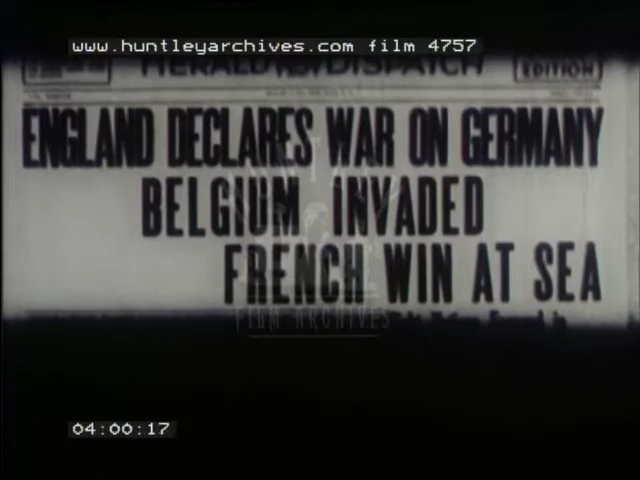 www.huntleyarchives.com film 4757
HERALD DISPATCH
EDITION
ENGLAND DECLARES WAR ON GERMANY
BELGIUM INVADED
FRENCH WIN AT SEA
FILM ARCHIVES
04:00:17